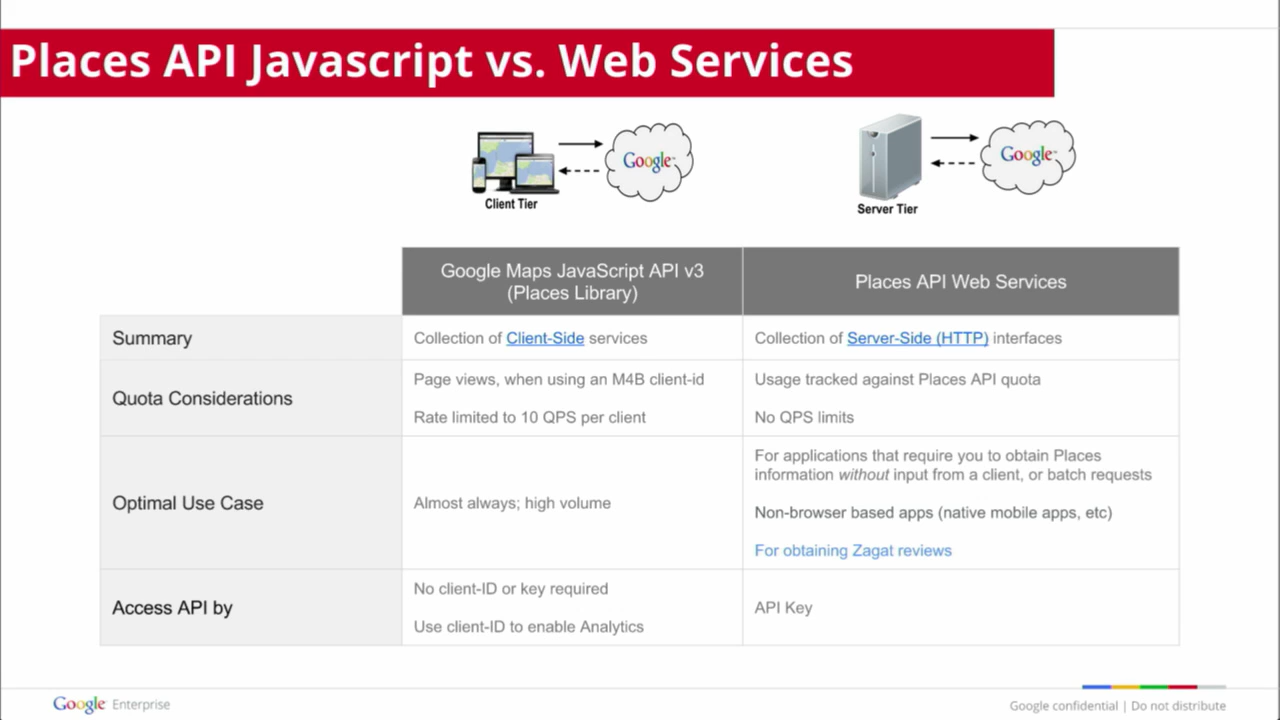 Places API Javascript vs. Web Services
Google
Google
Client Tier
Server Tier
Google Maps JavaScript API v3
(Places Library)
Places API Web Services
Summary
Collection of Client-Side services
Collection of Server-Side (HTTP) interfaces
Quota Considerations
Page views, when using an M4B client-id
Rate limited to 10 QPS per client
Usage tracked against Places API quota
No QPS limits
Optimal Use Case
Almost always; high volume
For applications that require you to obtain Places
information without input from a client, or batch requests
Non-browser based apps (native mobile apps, etc)
For obtaining Zagat reviews
Access API by
No client-ID or key required
Use client-ID to enable Analytics
API Key
Google Enterprise
Google confidential | Do not distribute